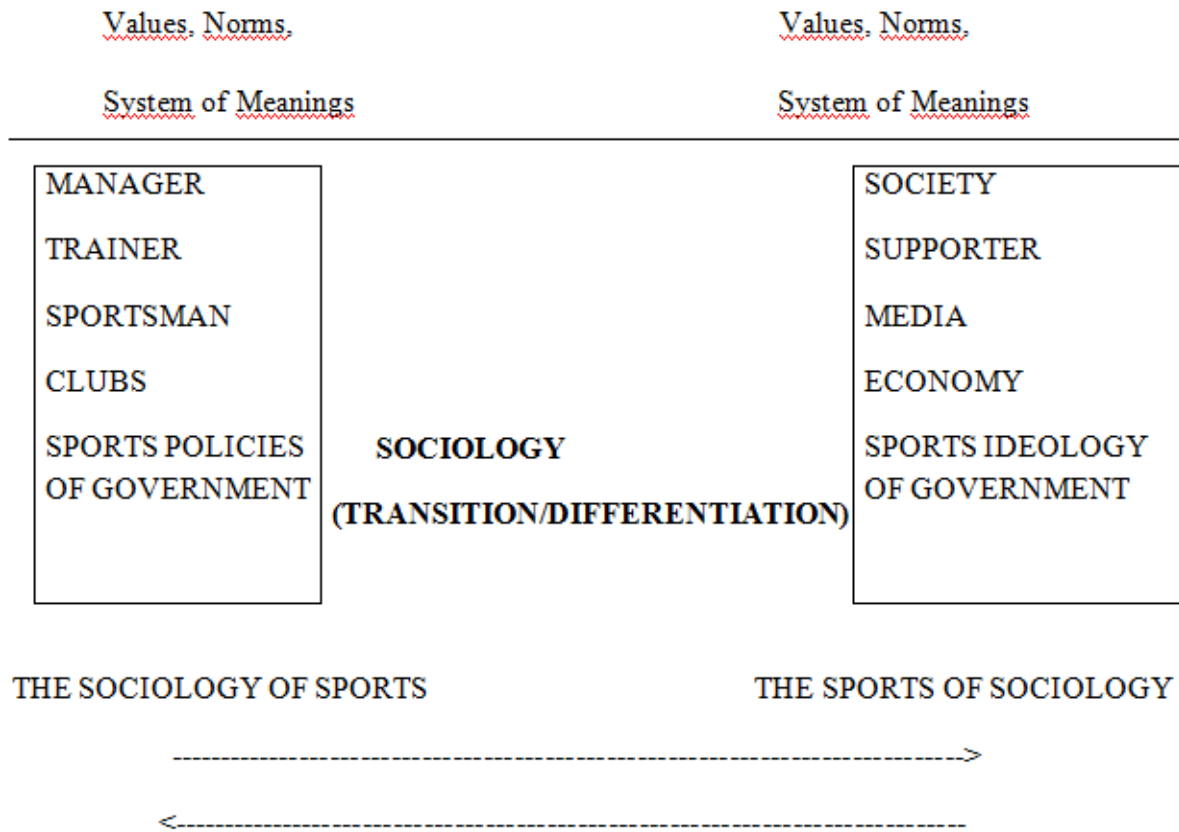 Values, Norms,
System of Meanings
Values, Norms,
System of Meanings
MANAGER
TRAINER
SPORTSMAN
CLUBS
SPORTS POLICIES
OF GOVERNMENT
SOCIOLOGY
(TRANSITION/DIFFERENTIATION)
SOCIETY
SUPPORTER
MEDIA
ECONOMY
SPORTS IDEOLOGY
OF GOVERNMENT
THE SOCIOLOGY OF SPORTS
THE SPORTS OF SOCIOLOGY